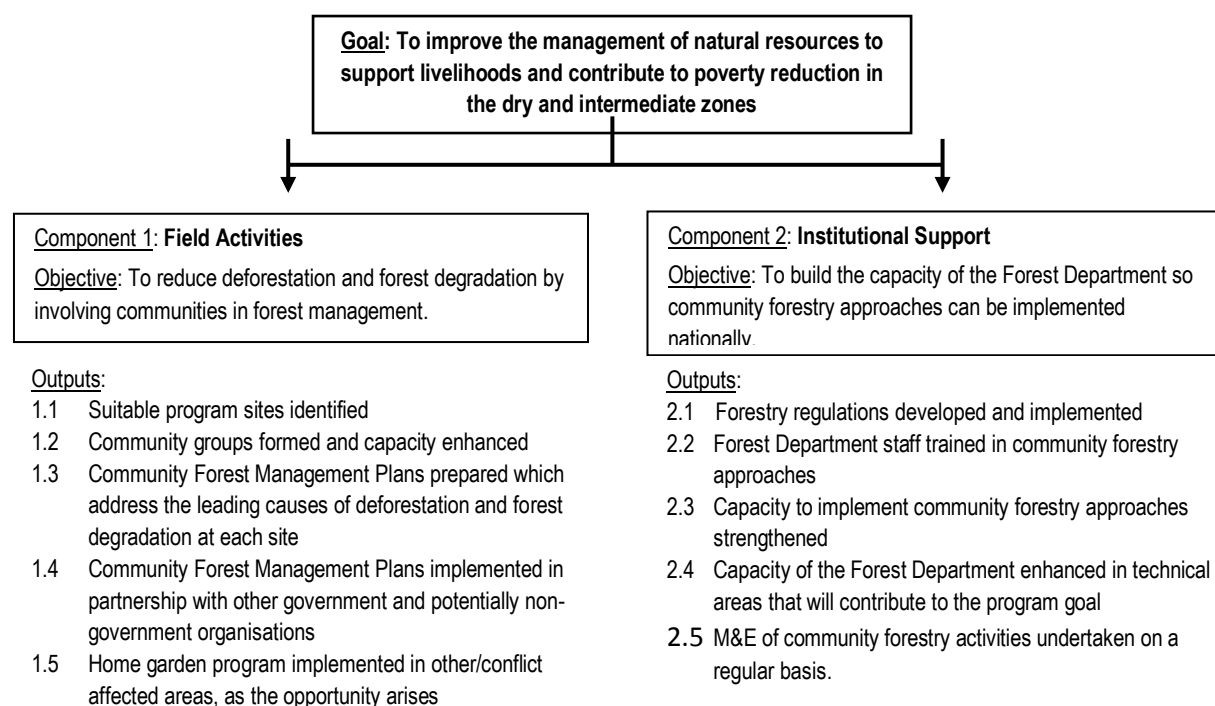 Goal: To improve the management of natural resources to
support livelihoods and contribute to poverty reduction in
the dry and intermediate zones
Component 1: Field Activities
Objective: To reduce deforestation and forest degradation by
involving communities in forest management.
Outputs:
1.1 Suitable program sites identified
1.2 Community groups formed and capacity enhanced
1.3 Community Forest Management Plans prepared which
address the leading causes of deforestation and forest
degradation at each site
1.4 Community Forest Management Plans implemented in
partnership with other government and potentially non-
government organisations
1.5 Home garden program implemented in other/conflict
affected areas, as the opportunity arises
Component 2: Institutional Support
Objective: To build the capacity of the Forest Department so
community forestry approaches can be implemented
nationally.
Outputs:
2.1 Forestry regulations developed and implemented
2.2 Forest Department staff trained in community forestry
approaches
2.3 Capacity to implement community forestry approaches
strengthened
2.4 Capacity of the Forest Department enhanced in technical
areas that will contribute to the program goal
2.5 M&E of community forestry activities undertaken on a
regular basis.